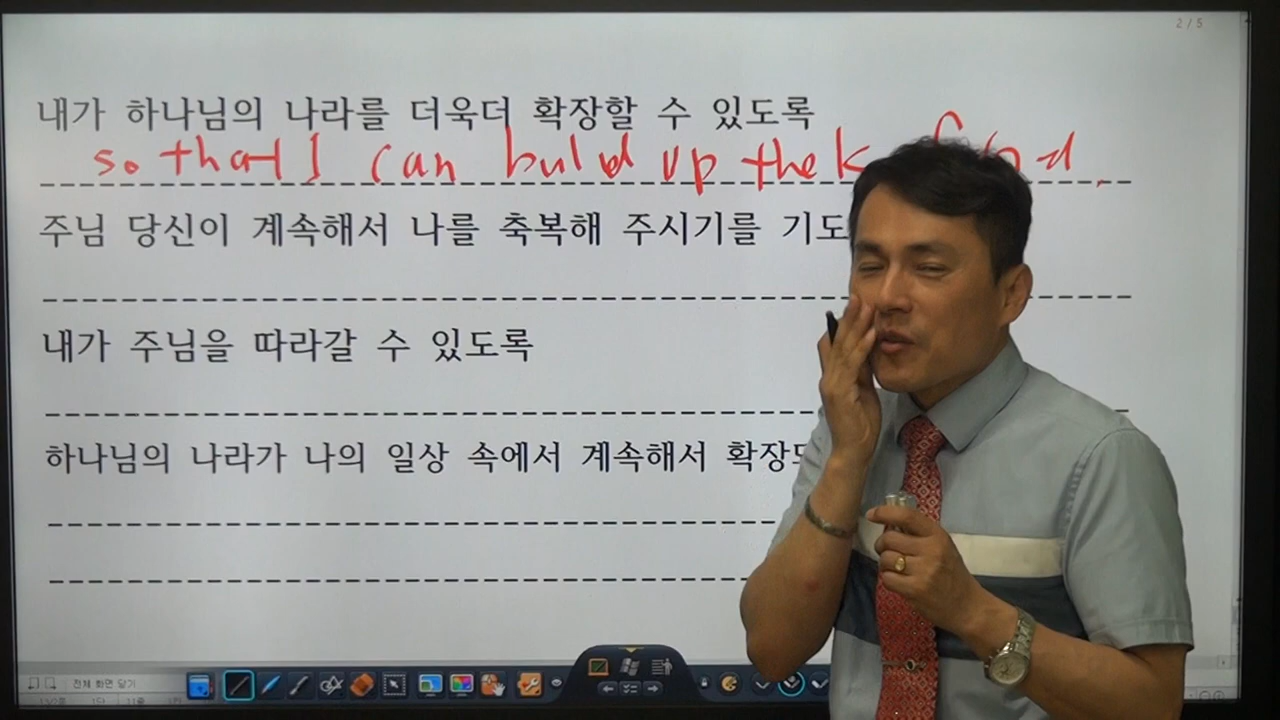 2 / 5
내가 하나님의 나라를 더욱더 확장할 수 있도록
so that I can build up the k
주님 당신이 계속해서 나를 축복해 주시기를 기도
내가 주님을 따라갈 수 있도록
하나님의 나라가 나의 일상 속에서 계속해서 확장
전체 화면 닫기